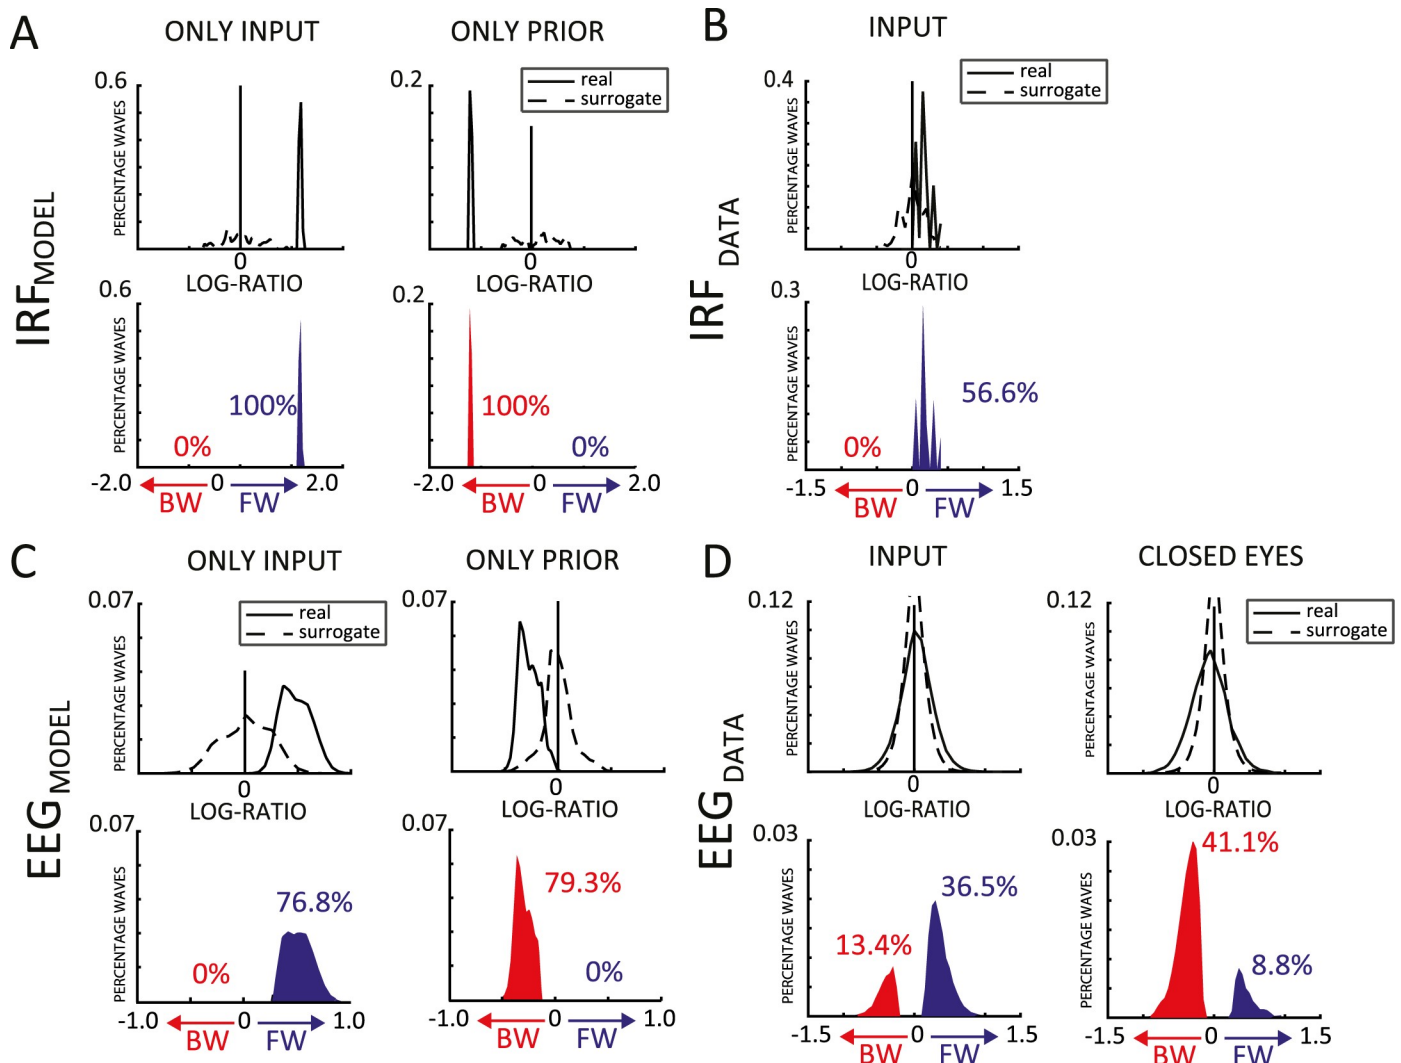 A
ONLY INPUT
ONLY PRIOR
B
INPUT
IRF MODEL
0.6
PERCENTAGE WAVES
0
LOG-RATIO
0.2
real
surrogate
0
LOG-RATIO
0.6
PERCENTAGE WAVES
100%
0%
-2.0
0
2.0
BW
FW
0.2
100%
0%
-2.0
0
2.0
BW
FW
IRF DATA
0.4
PERCENTAGE WAVES
real
surrogate
0
LOG-RATIO
0.3
PERCENTAGE WAVES
56.6%
0%
-1.5
0
1.5
BW
FW
C
ONLY INPUT
ONLY PRIOR
D
INPUT
CLOSED EYES
EEG MODEL
0.07
PERCENTAGE WAVES
real
surrogate
0
LOG-RATIO
0.07
0
LOG-RATIO
0.07
PERCENTAGE WAVES
76.8%
0%
-1.0
0
1.0
BW
FW
0.07
79.3%
0%
-1.0
0
1.0
BW
FW
EEG DATA
0.12
PERCENTAGE WAVES
0
LOG-RATIO
0.12
PERCENTAGE WAVES
real
surrogate
0
LOG-RATIO
0.03
PERCENTAGE WAVES
13.4%
36.5%
-1.5
0
1.5
BW
FW
0.03
PERCENTAGE WAVES
41.1%
8.8%
-1.5
0
1.5
BW
FW